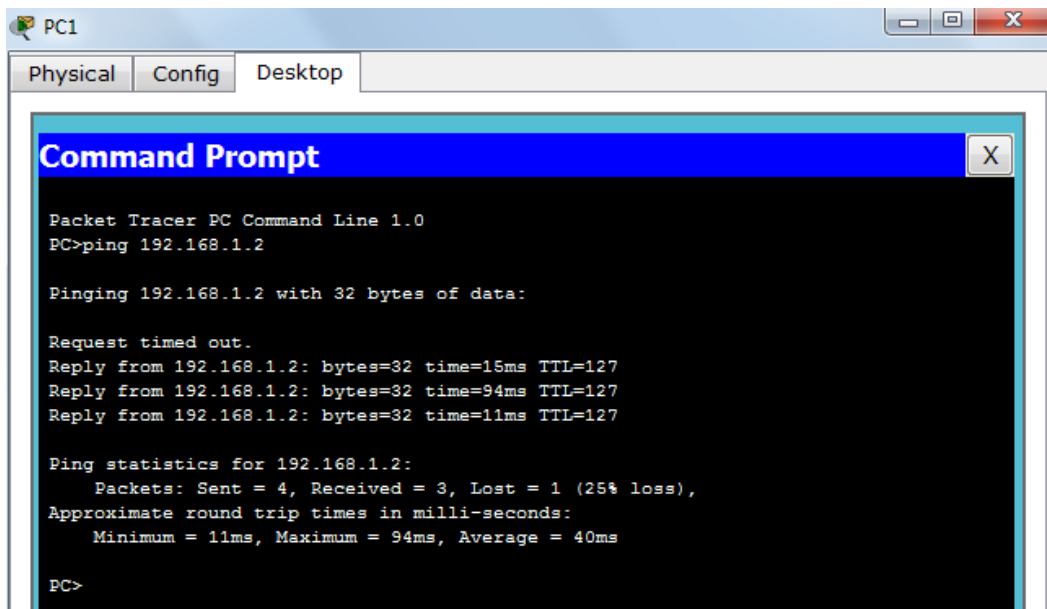 PC1
Physical Config Desktop
Command Prompt
X
Packet Tracer PC Command Line 1.0
PC>ping 192.168.1.2
Pinging 192.168.1.2 with 32 bytes of data:
Request timed out.
Reply from 192.168.1.2: bytes=32 time=15ms TTL=127
Reply from 192.168.1.2: bytes=32 time=94ms TTL=127
Reply from 192.168.1.2: bytes=32 time=11ms TTL=127
Ping statistics for 192.168.1.2:
Packets: Sent = 4, Received = 3, Lost = 1 (25% loss),
Approximate round trip times in milli-seconds:
Minimum = 11ms, Maximum = 94ms, Average = 40ms
PC>